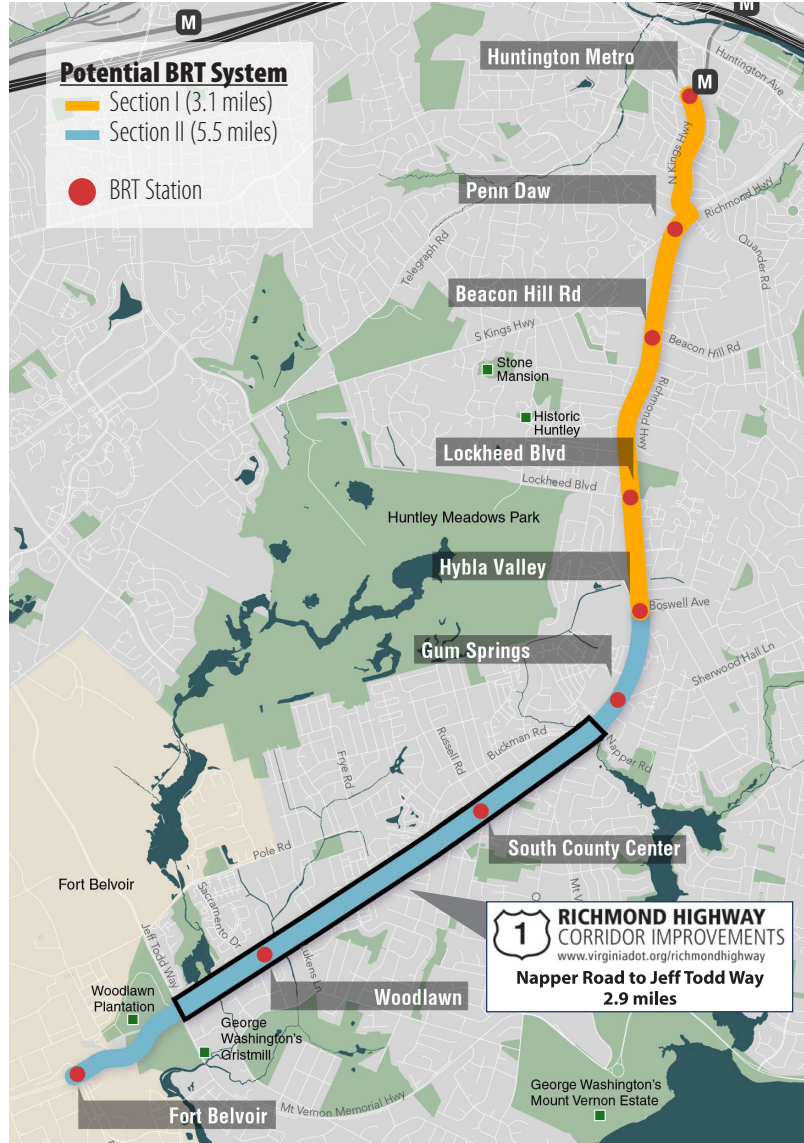 M
M
Huntington Metro
Huntington Ave
M
Potential BRT System
Section I (3.1 miles)
Section II (5.5 miles)
BRT Station
N Kings Hwy
Penn Daw
Richmond Hwy
Telegraph Rd
Quander Rd
Beacon Hill Rd
S Kings Hwy
Beacon Hill Rd
Stone
Mansion
Richmond Hwy
Historic
Huntley
Lockheed Blvd
Lockheed Blvd
Huntley Meadows Park
Hybla Valley
Boswell Ave
Gum Springs
Sherwood Hall Ln
Buckman Rd
Russell Rd
Napper Rd
Frye Rd
South County Center
Pole Rd
Fort Belvoir
Sacramento Dr
Mt V
1
RICHMOND HIGHWAY
CORRIDOR IMPROVEMENTS
www.virginiadot.org/richmondhighway
Napper Road to Jeff Todd Way
2.9 miles
Jeff Todd Way
ukens Ln
Woodlawn
Woodlawn
Plantation
George
Washington's
Gristmill
Fort Belvoir
Mt Vernon Memorial Hwy
George Washington's
Mount Vernon Estate